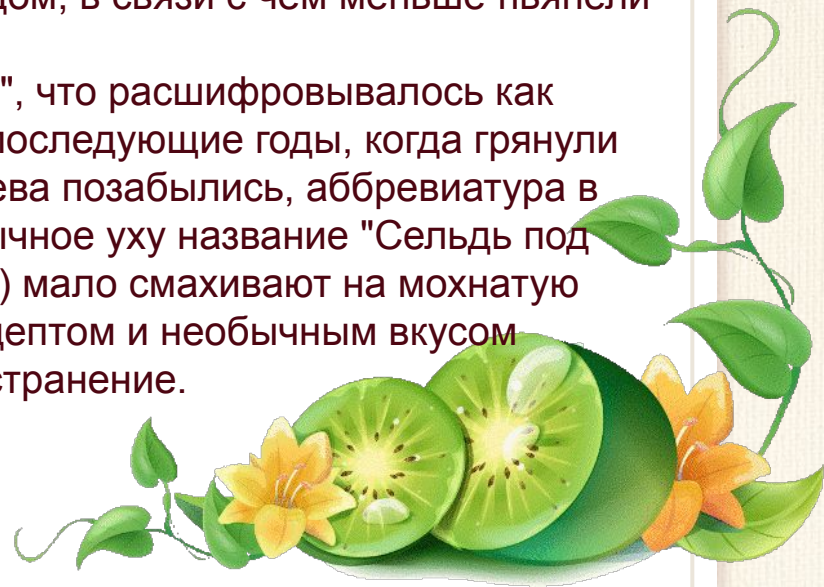 дом, в связи с чем меньше пьянели
", что расшифровывалось как
последующие годы, когда грянули
ева позабылись, аббревиатура в
ычное уху название "Сельдь под
) мало смахивают на мохнатую
цептом и необычным вкусом
странение.